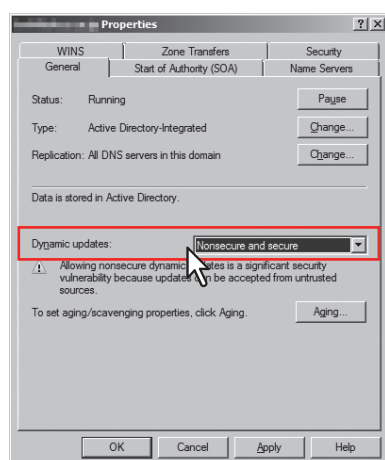 Properties
WINS Zone Transfers Security
General Start of Authority (SOA) Name Servers
Status: Running Pause
Type: Active Directory-Integrated Change...
Replication: All DNS servers in this domain Change...
Data is stored in Active Directory.
Dynamic updates: Nonsecure and secure
Allowing nonsecure dynamic updates is a significant security
vulnerability because updates can be accepted from untrusted
sources.
To set aging/scavenging properties, click Aging. Aging...
OK Cancel Apply Help